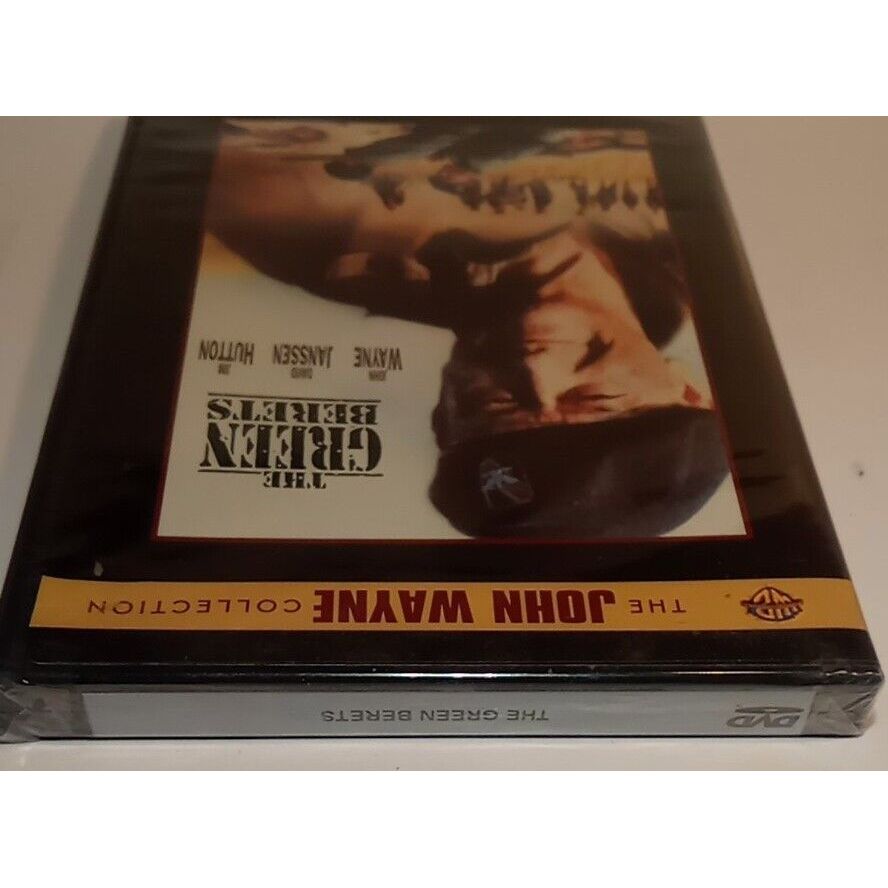 THE JOHN WAYNE COLLECTION
THE
GREEN
BERETS
JOHN WAYNE DAVID JANSSEN JIM HUTTON
THE GREEN BERETS
DVD